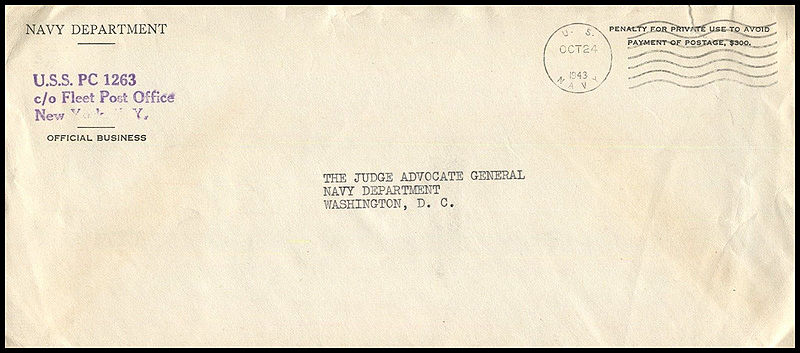 NAVY DEPARTMENT
U.S.S. PC 1263
c/o Fleet Post Office
New York, N.Y.
OFFICIAL BUSINESS
U. S.
OCT 24
1943
NAVY
PENALTY FOR PRIVATE USE TO AVOID
PAYMENT OF POSTAGE, $300.
THE JUDGE ADVOCATE GENERAL
NAVY DEPARTMENT
WASHINGTON, D. C.